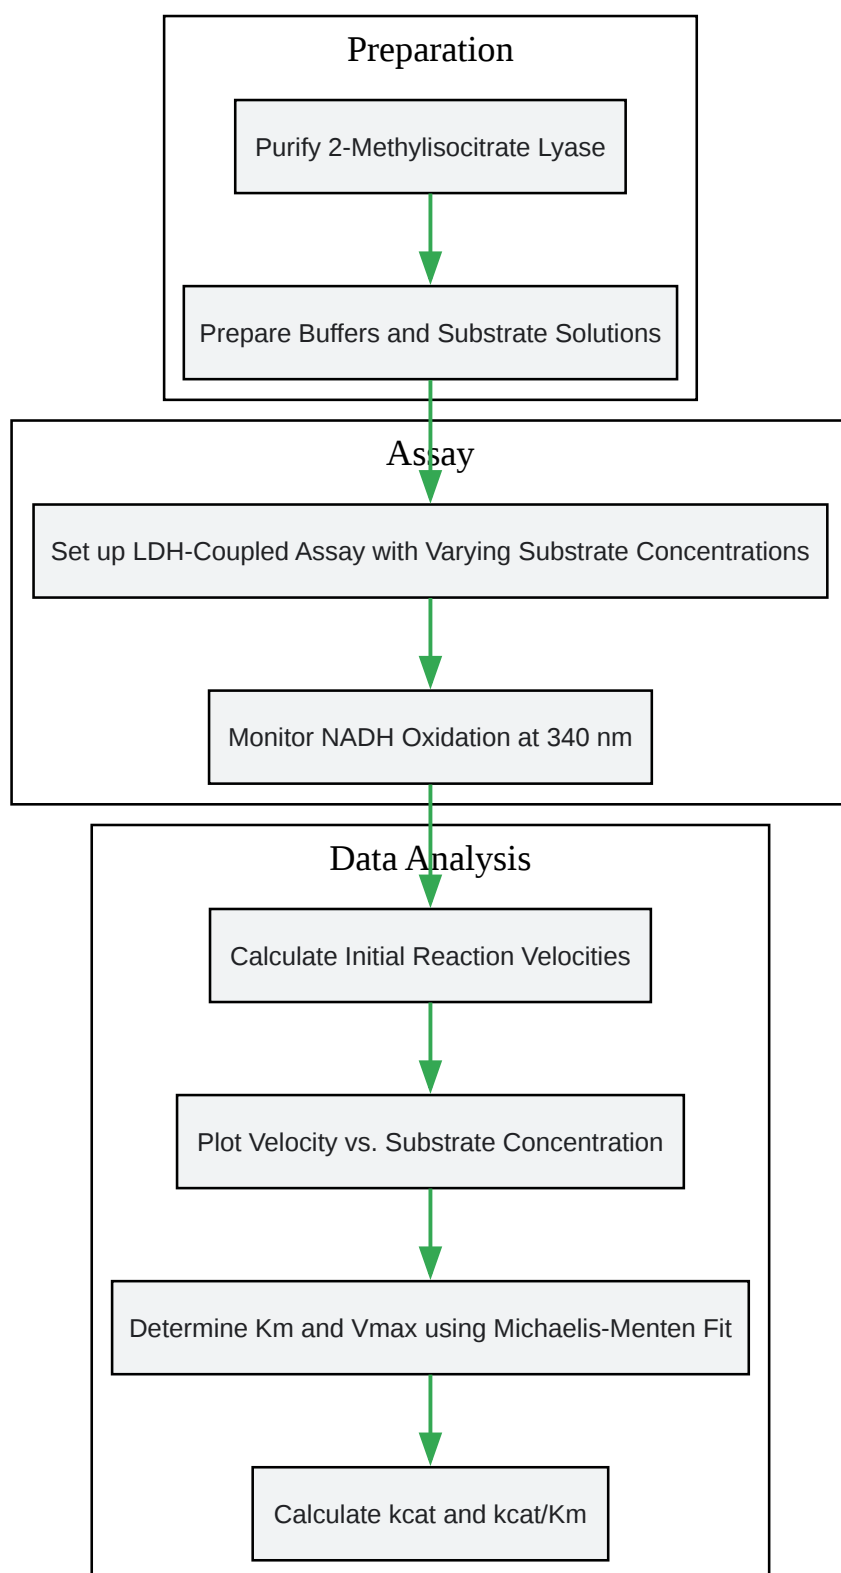 Preparation
Purify 2-Methylisocitrate Lyase
Prepare Buffers and Substrate Solutions
Assay
Set up LDH-Coupled Assay with Varying Substrate Concentrations
Monitor NADH Oxidation at 340 nm
Data Analysis
Calculate Initial Reaction Velocities
Plot Velocity vs. Substrate Concentration
Determine Km and Vmax using Michaelis-Menten Fit
Calculate kcat and kcat/Km